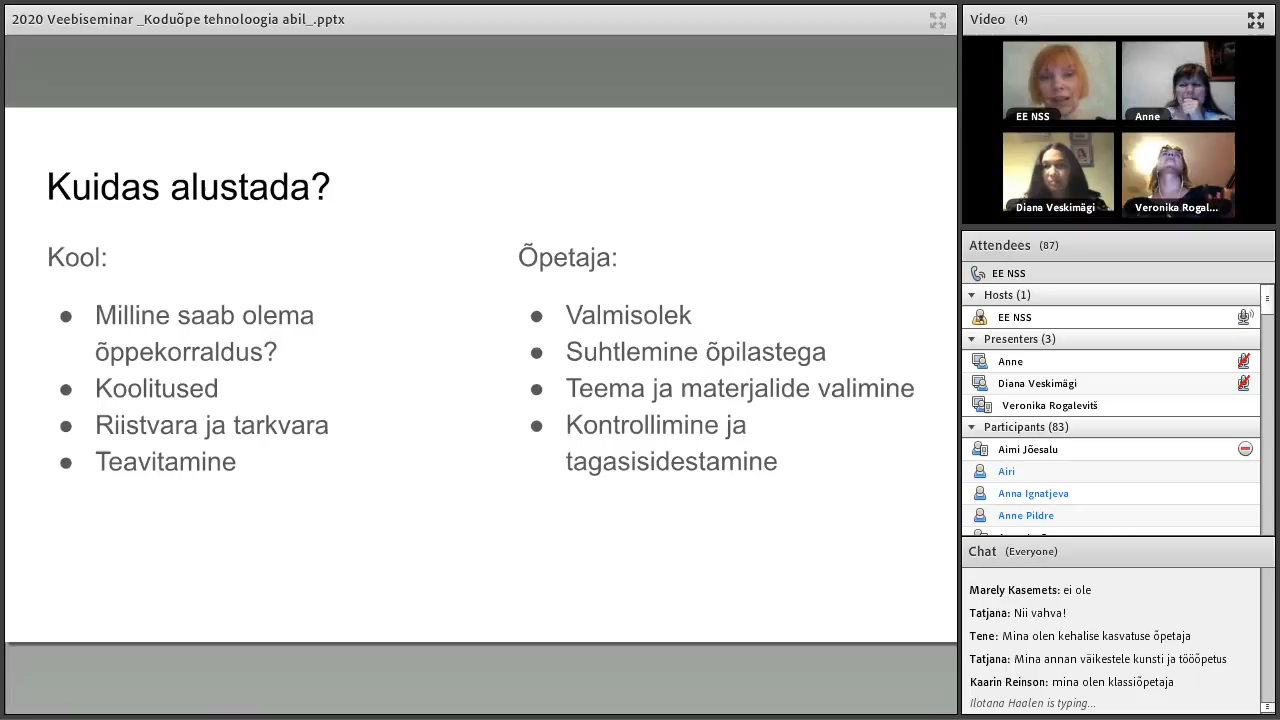 2020 Veebiseminar _Koduõpe tehnoloogia abil_.pptx
Kuidas alustada?
Kool:
● Milline saab olema
õppekorraldus?
● Koolitused
● Riistvara ja tarkvara
● Teavitamine
Õpetaja:
● Valmisolek
● Suhtlemine õpilastega
● Teema ja materjalide valimine
● Kontrollimine ja
tagasisidestamine
Video (4)
EE NSS
Anne
Diana Veskimägi
Veronika Rogal...
Attendees (87)
EE NSS
Hosts (1)
EE NSS
Presenters (3)
Anne
Diana Veskimägi
Veronika Rogalevitš
Participants (83)
Aimi Jõesalu
Airi
Anna Ignatjeva
Anne Pildre
Chat (Everyone)
Marely Kasemets: ei ole
Tatjana: Nii vahva!
Tene: Mina olen kehalise kasvatuse õpetaja
Tatjana: Mina annan väikestele kunsti ja tööõpetus
Kaarin Reinson: mina olen klassiõpetaja
Ilotana Haalen is typing...